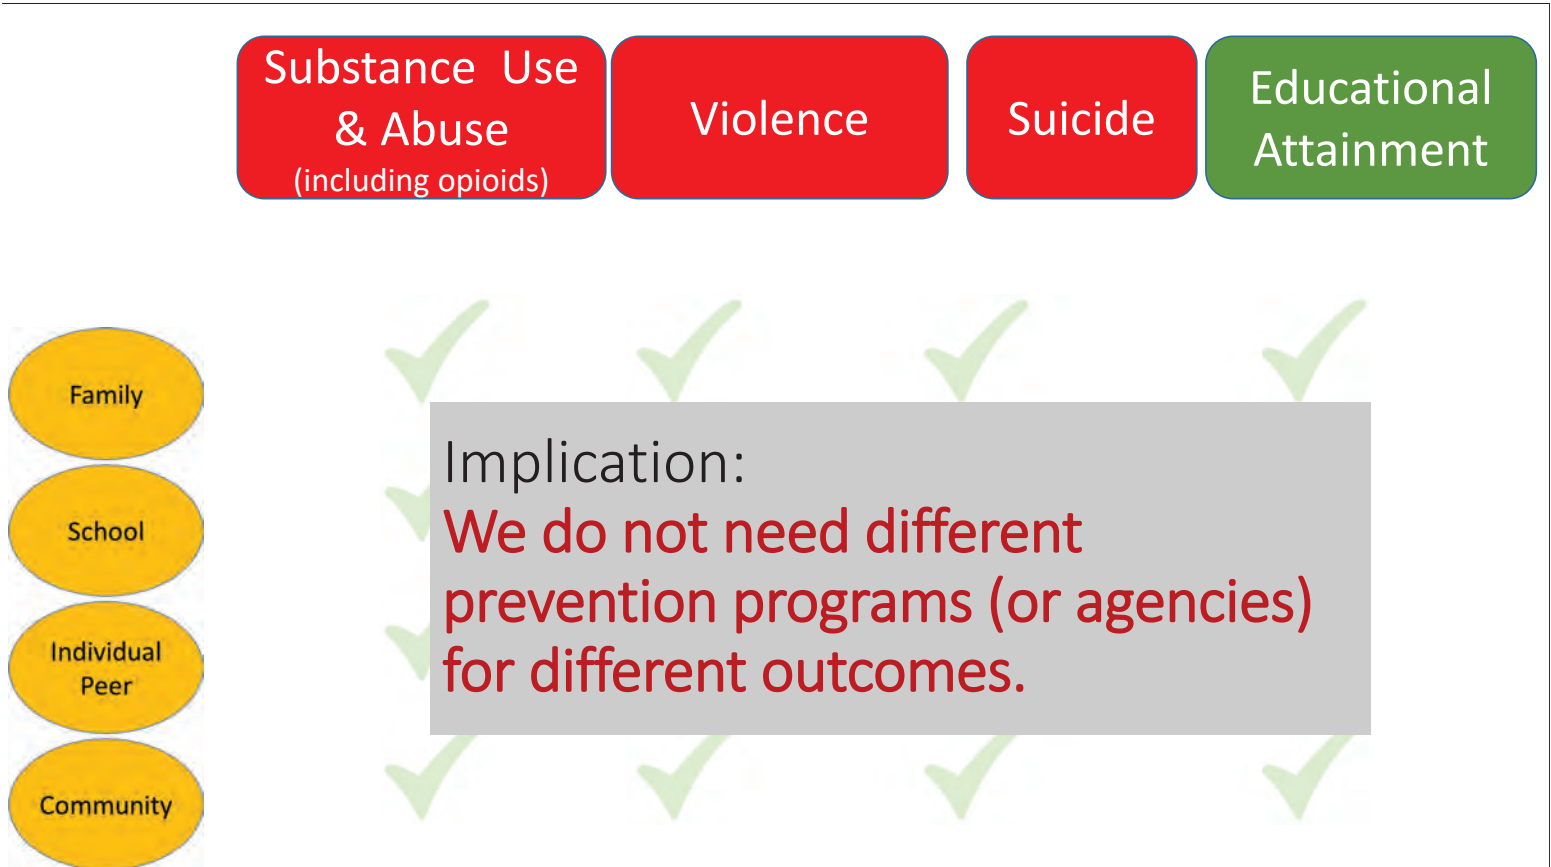 Substance Use
& Abuse
(including opioids)
Violence
Suicide
Educational
Attainment
Family
School
Individual
Peer
Community
Implication:
We do not need different
prevention programs (or agencies)
for different outcomes.